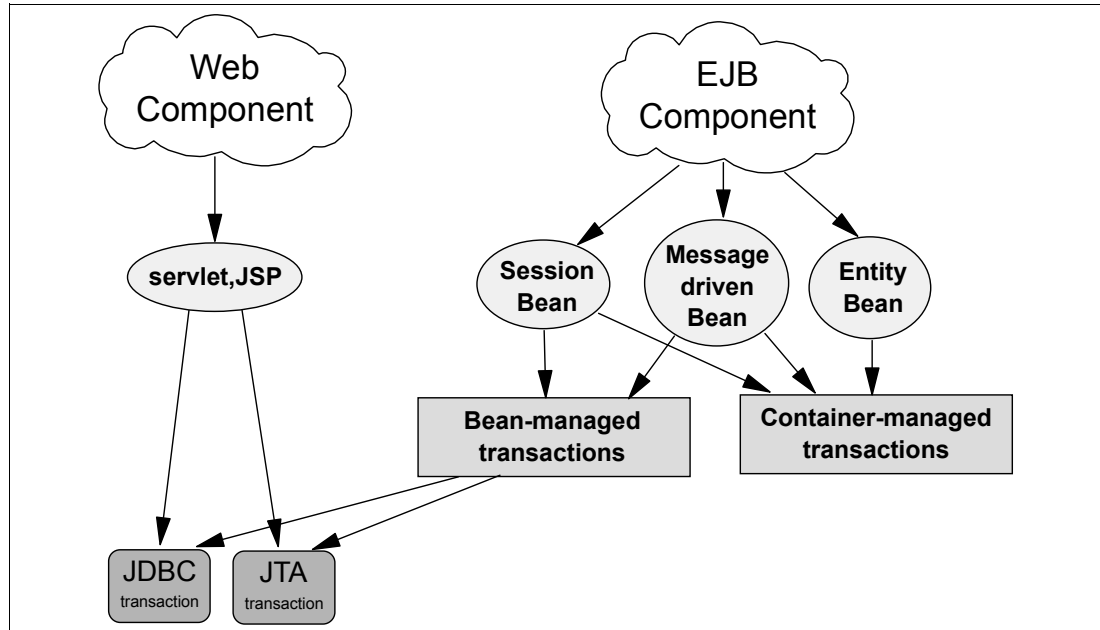 Web
Component
EJB
Component
servlet,JSP
Session
Bean
Message
driven
Bean
Entity
Bean
Bean-managed
transactions
Container-managed
transactions
JDBC
transaction
JTA
transaction